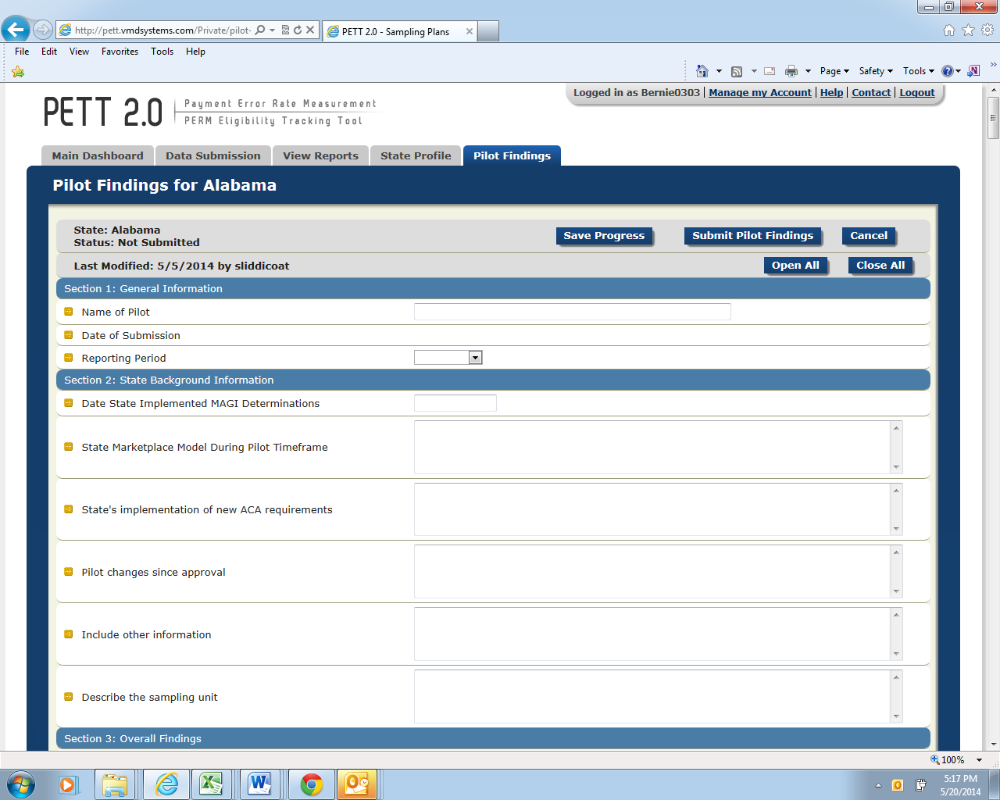 http://pett.vmdsystems.com/Private/pilot-
PETT 2.0 - Sampling Plans
File Edit View Favorites Tools Help
Page Safety Tools
PETT 2.0
Payment Error Rate Measurement
PERM Eligibility Tracking Tool
Logged in as Bernie0303 | Manage my Account | Help | Contact | Logout
Main Dashboard Data Submission View Reports State Profile Pilot Findings
Pilot Findings for Alabama
State: Alabama
Status: Not Submitted
Save Progress Submit Pilot Findings Cancel
Last Modified: 5/5/2014 by sliddicoat
Open All Close All
Section 1: General Information
Name of Pilot
Date of Submission
Reporting Period
Section 2: State Background Information
Date State Implemented MAGI Determinations
State Marketplace Model During Pilot Timeframe
State's implementation of new ACA requirements
Pilot changes since approval
Include other information
Describe the sampling unit
Section 3: Overall Findings
100%
5:17 PM
5/20/2014